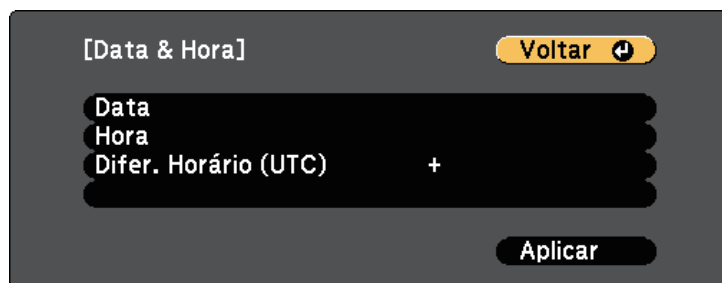 [Data & Hora]
Voltar
Data
Hora
Difer. Horário (UTC) +
Aplicar